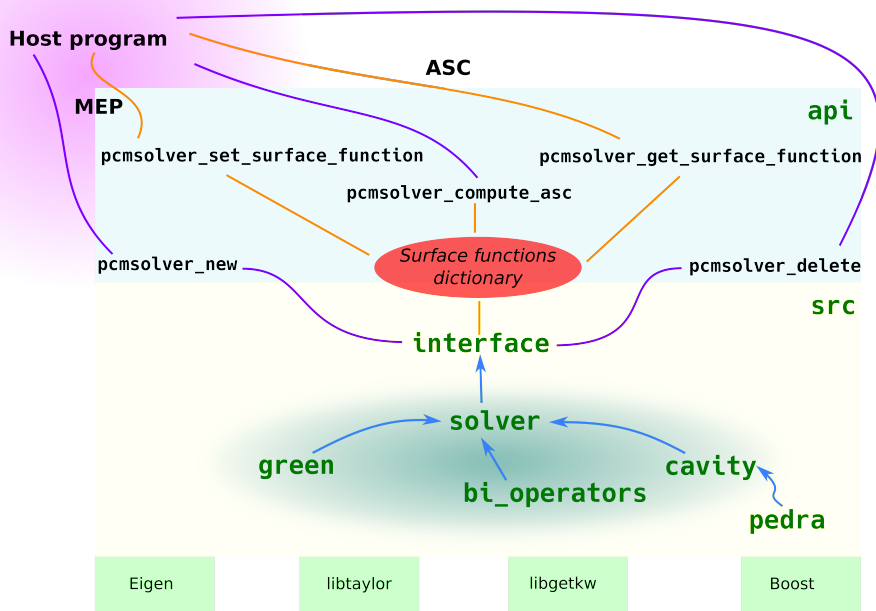 Host program
ASC
MEP
api
pcmsolver_set_surface_function
pcmsolver_get_surface_function
pcmsolver_compute_asc
Surface functions
dictionary
pcmsolver_new
pcmsolver_delete
src
interface
solver
green
cavity
bi_operators
pedra
Eigen
libtaylor
libgetkw
Boost